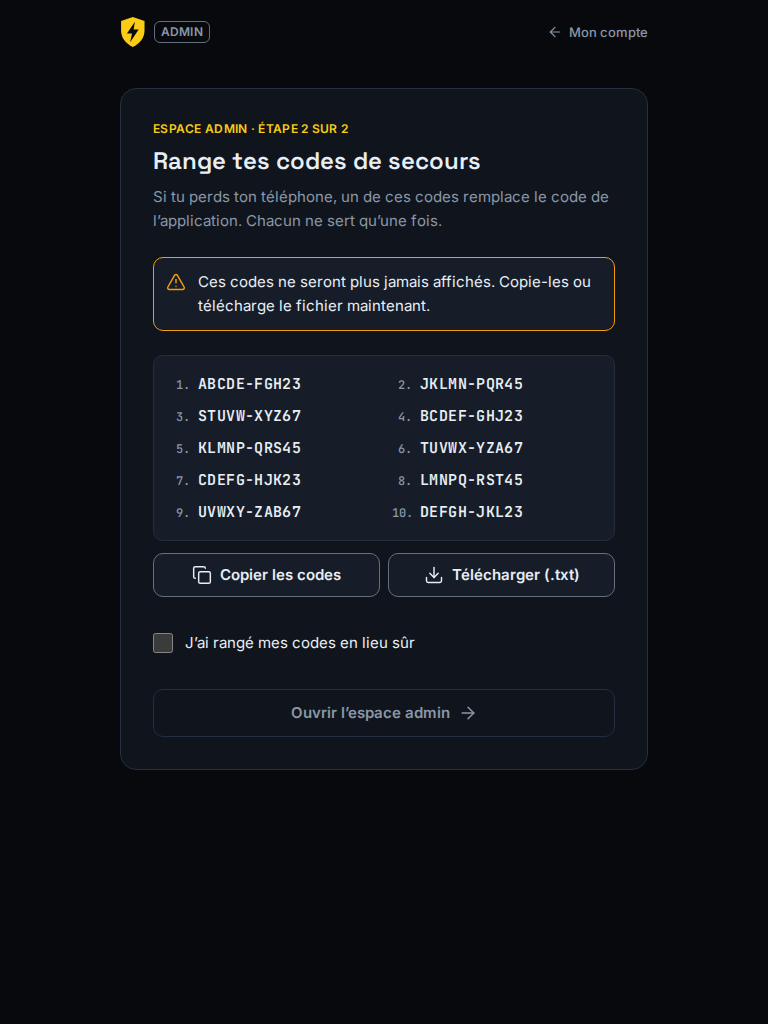 ADMIN
Mon compte
ESPACE ADMIN · ÉTAPE 2 SUR 2
Range tes codes de secours
Si tu perds ton téléphone, un de ces codes remplace le code de
l’application. Chacun ne sert qu’une fois.
Ces codes ne seront plus jamais affichés. Copie-les ou
télécharge le fichier maintenant.
1. ABCDE-FGH23
2. JKLMN-PQR45
3. STUVW-XYZ67
4. BCDEF-GHJ23
5. KLMNP-QRS45
6. TUVWX-YZA67
7. CDEFG-HJK23
8. LMNPQ-RST45
9. UVWXY-ZAB67
10. DEFGH-JKL23
Copier les codes
Télécharger (.txt)
J’ai rangé mes codes en lieu sûr
Ouvrir l’espace admin